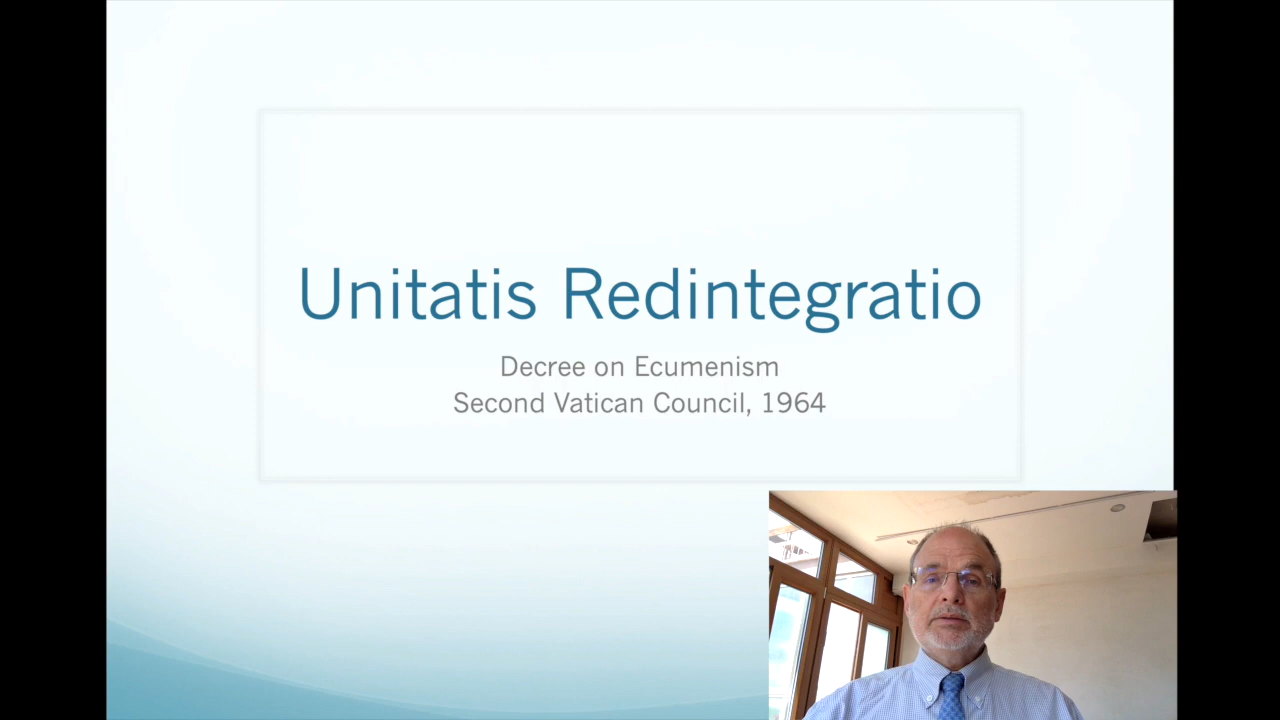 Unitatis Redintegratio
Decree on Ecumenism
Second Vatican Council, 1964